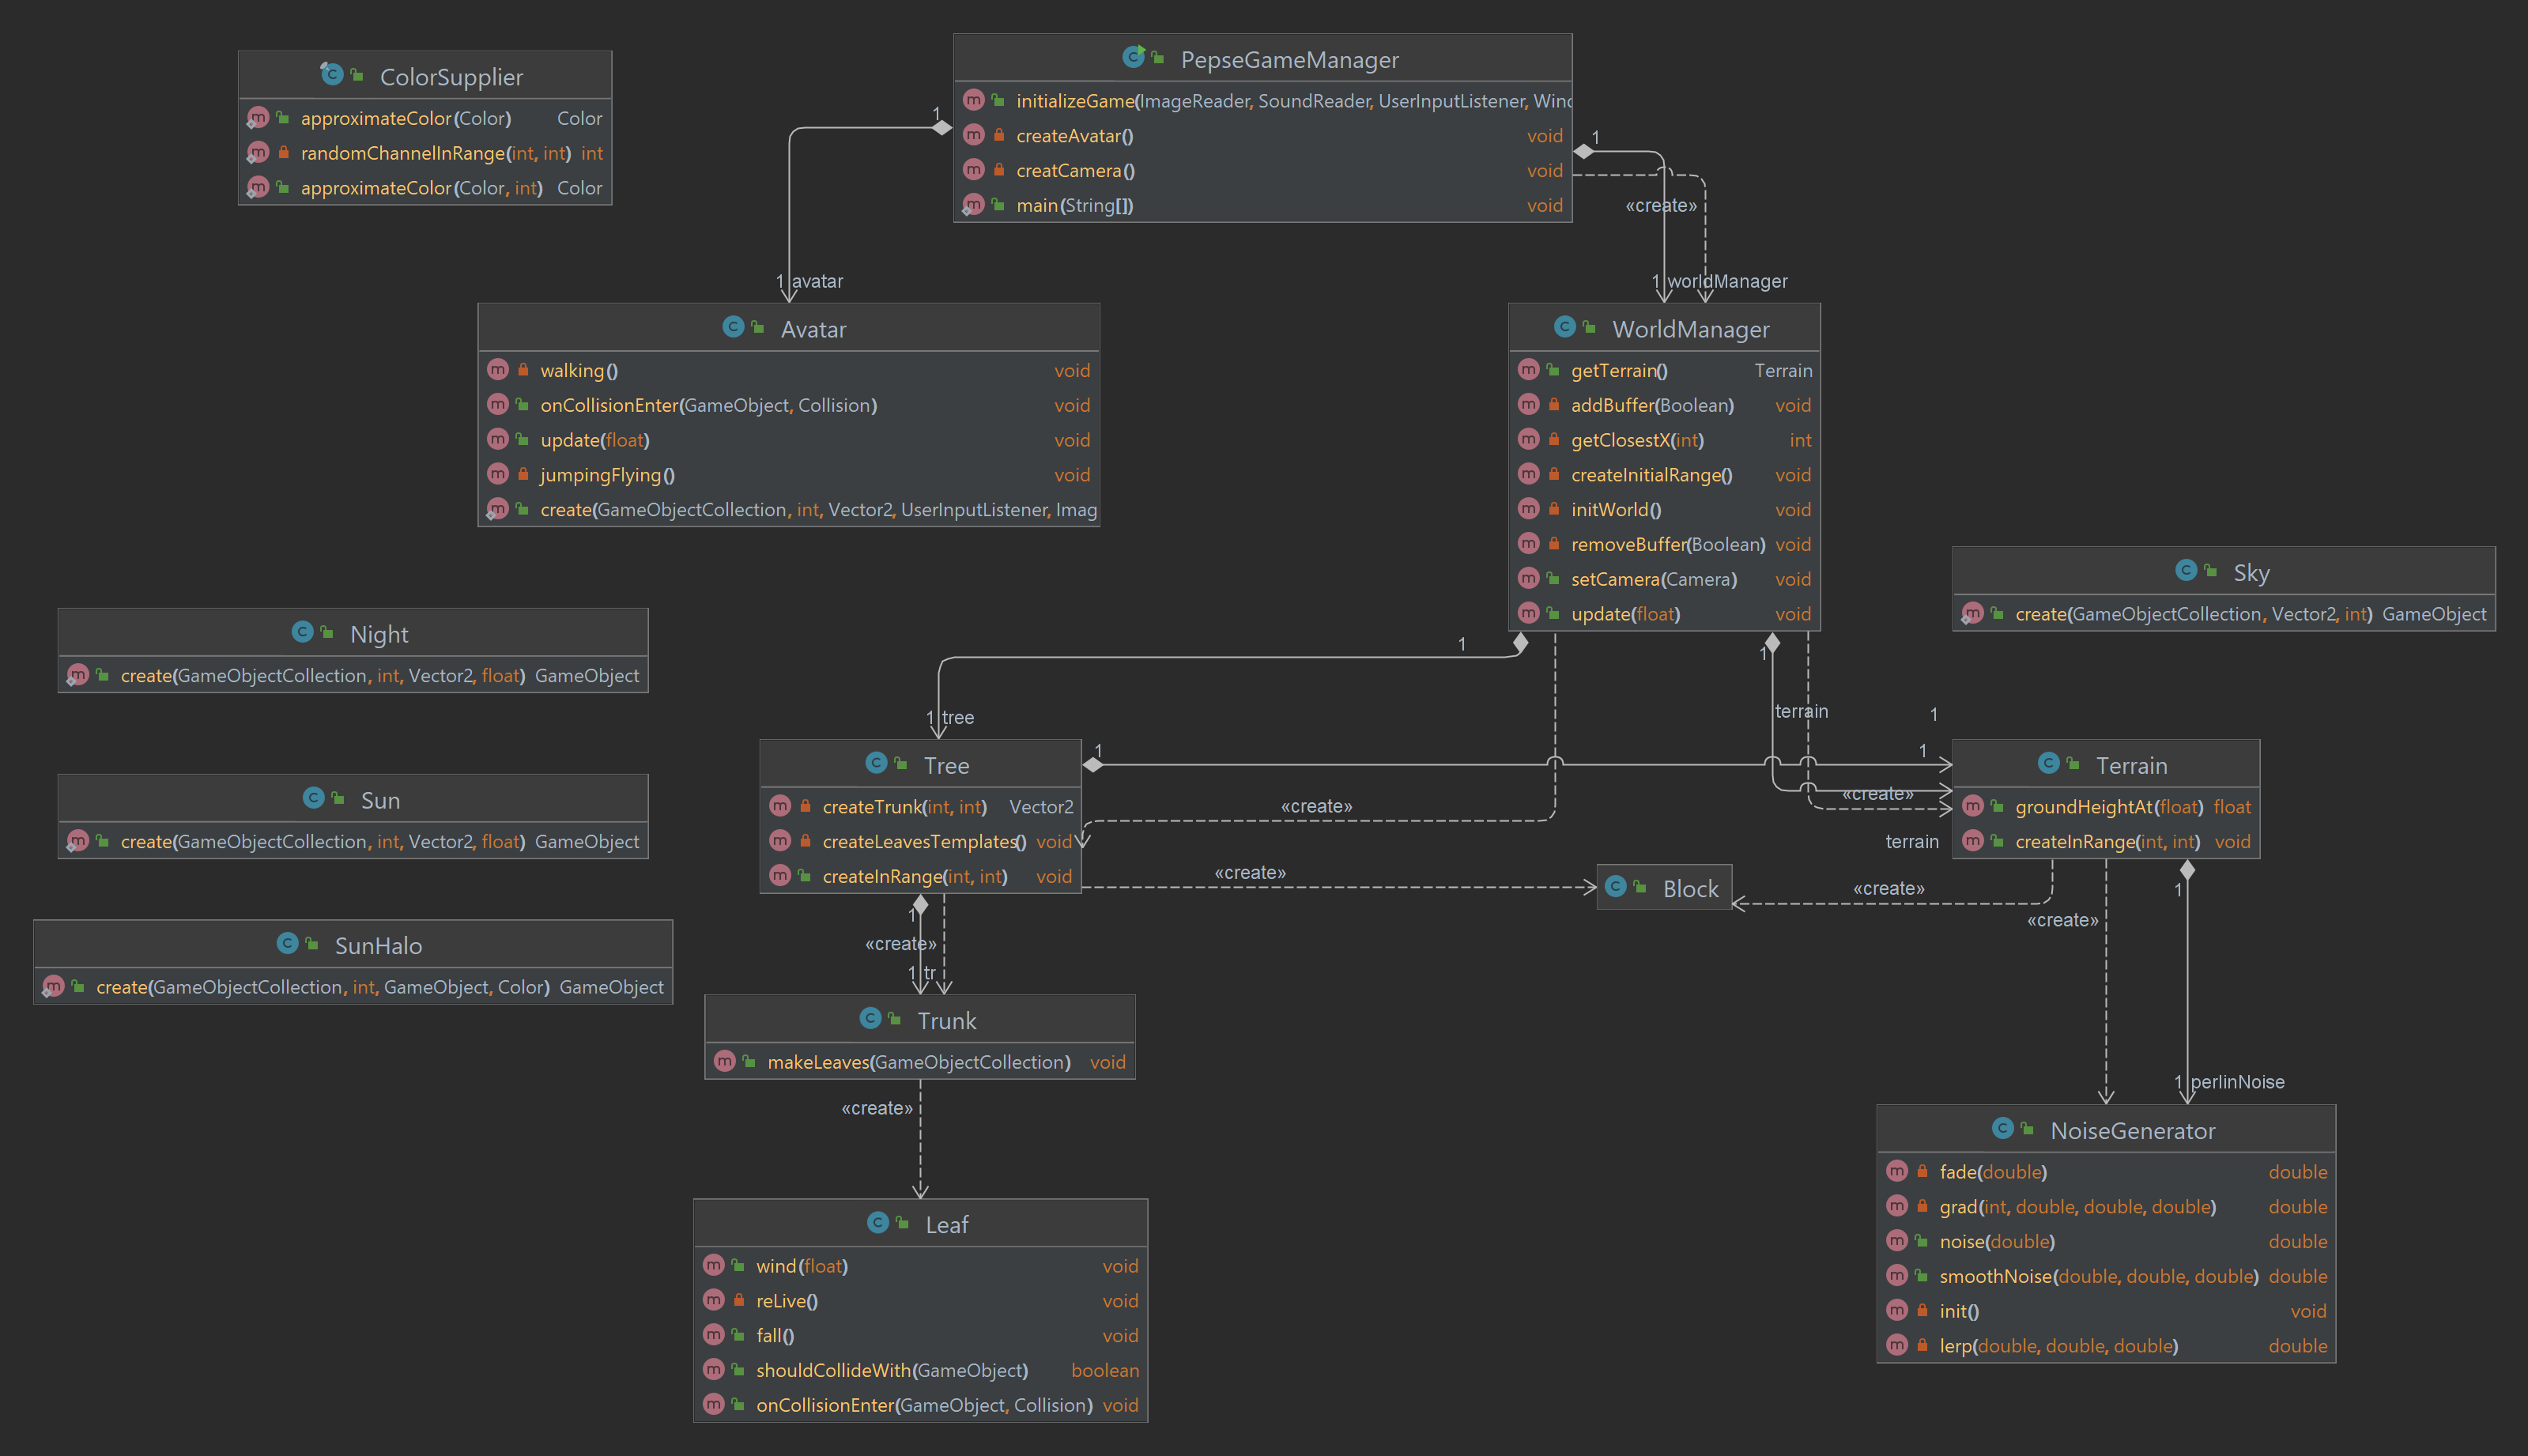 ColorSupplier
approximateColor(Color) Color
randomChannelInRange(int, int) int
approximateColor(Color, int) Color
PepseGameManager
initializeGame(ImageReader, SoundReader, UserInputListener, Winc
createAvatar() void
creatCamera() void
main(String[]) void
1
1
«create»
1 avatar
1 worldManager
Avatar
walking() void
onCollisionEnter(GameObject, Collision) void
update(float) void
jumpingFlying() void
create(GameObjectCollection, int, Vector2, UserInputListener, Imag
WorldManager
getTerrain() Terrain
addBuffer(Boolean) void
getClosestX(int) int
createInitialRange() void
initWorld() void
removeBuffer(Boolean) void
setCamera(Camera) void
update(float) void
Sky
create(GameObjectCollection, Vector2, int) GameObject
Night
create(GameObjectCollection, int, Vector2, float) GameObject
1
1
1 tree
terrain
1
Sun
create(GameObjectCollection, int, Vector2, float) GameObject
Tree
createTrunk(int, int) Vector2
createLeavesTemplates() void
createInRange(int, int) void
1
1
«create»
«create»
terrain
Terrain
groundHeightAt(float) float
createInRange(int, int) void
«create»
Block
«create»
1
«create»
SunHalo
create(GameObjectCollection, int, GameObject, Color) GameObject
1
«create»
1 tr
Trunk
makeLeaves(GameObjectCollection) void
«create»
1 perlinNoise
Leaf
wind(float) void
reLive() void
fall() void
shouldCollideWith(GameObject) boolean
onCollisionEnter(GameObject, Collision) void
NoiseGenerator
fade(double) double
grad(int, double, double, double) double
noise(double) double
smoothNoise(double, double, double) double
init() void
lerp(double, double, double) double